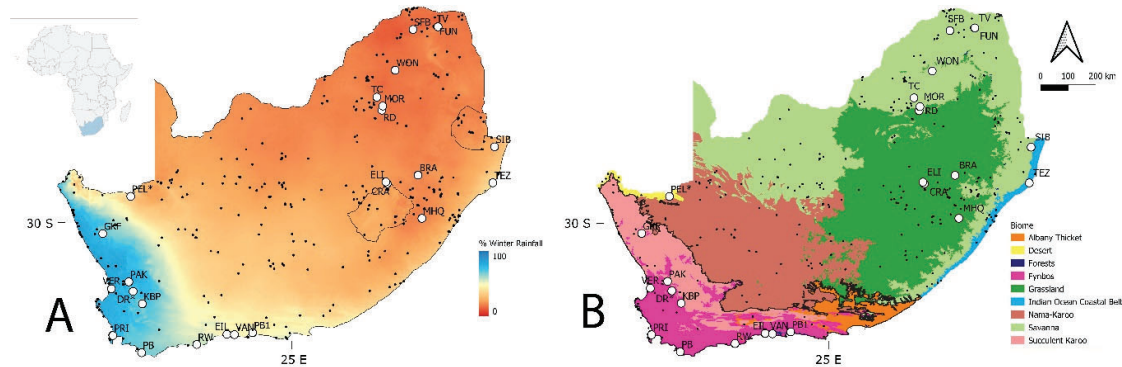 SFB
TV
FUN
WON
TC
MOR
RD
SIB
ELI
BRA
TEZ
CRA
PEL*
MHQ
30 S
GRF
% Winter Rainfall
100
0
VER
PAK
DR*
KBP
A
PRI
PB
RW
EIL
VAN
PB1
25 E
SFB
TV
FUN
0 100 200 km
WON
TC
MOR
RD
SIB
ELI
BRA
TEZ
CRA
PEL*
MHQ
30 S
Biome
Albany Thicket
Desert
Forests
Fynbos
Grassland
Indian Ocean Coastal Belt
Nama-Karoo
Savanna
Succulent Karoo
VER
PAK
DR*
KBP
B
PRI
PB
RW
EIL
VAN
PB1
25 E